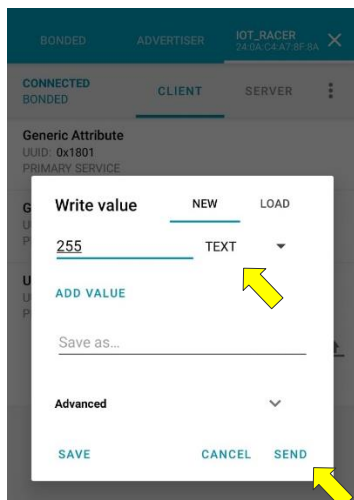 BONDED ADVERTISER IOT_RACER
24:0A:C4:A7:8F:8A
CONNECTED
BONDED CLIENT SERVER
Generic Attribute
UUID: 0x1801
PRIMARY SERVICE
G
U
P
Write value NEW LOAD
255 TEXT
ADD VALUE
U
U
P
Save as...
Advanced
SAVE CANCEL SEND